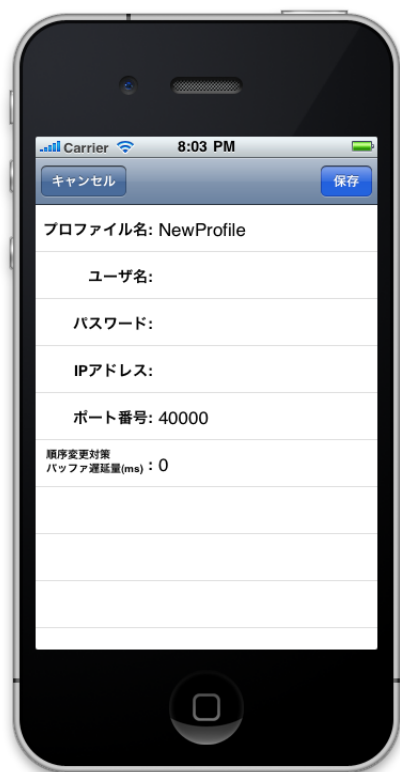 Carrier 8:03 PM
キャンセル 保存
プロファイル名: NewProfile
ユーザ名:
パスワード:
IPアドレス:
ポート番号: 40000
順序変更対策
バッファ遅延量(ms) : 0